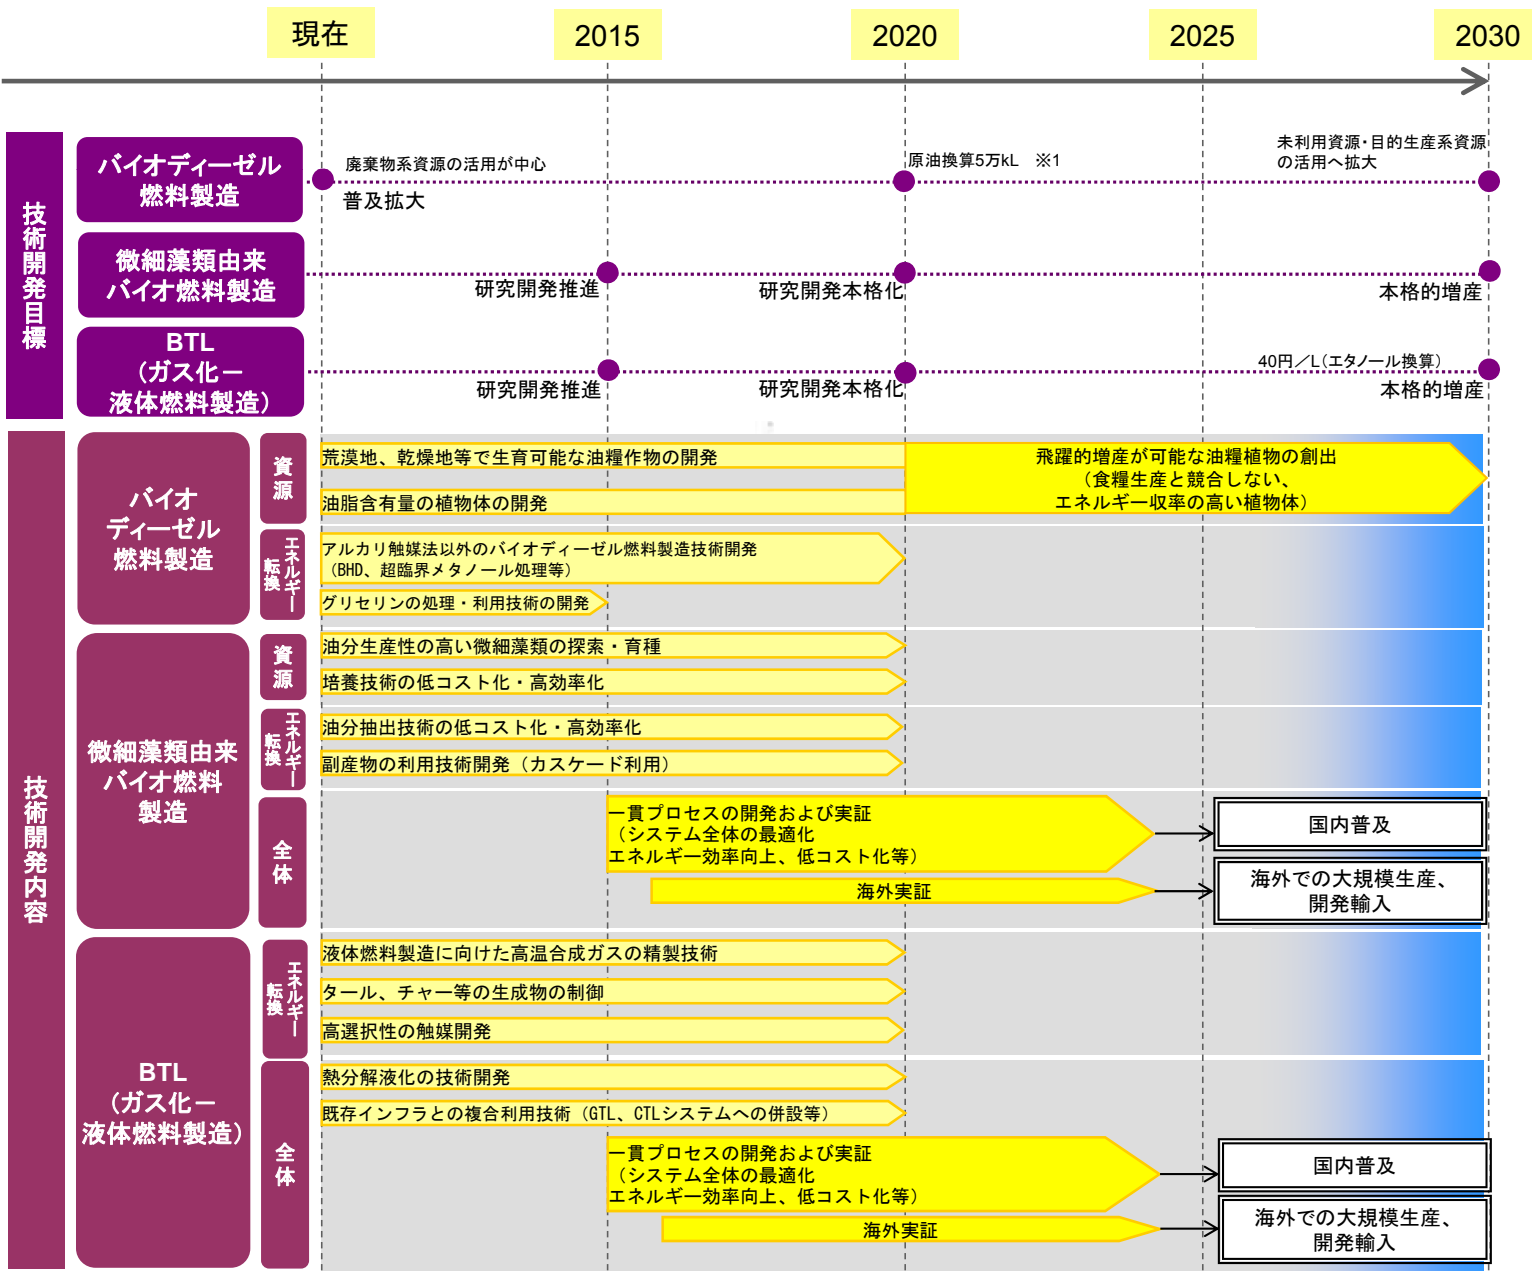 現在
2015
2020
2025
2030
技術開発目標
バイオディーゼル
燃料製造
廃棄物系資源の活用が中心
普及拡大
原油換算5万kL ※1
未利用資源・目的生産系資源
の活用へ拡大
微細藻類由来
バイオ燃料製造
研究開発推進
研究開発本格化
本格的増産
BTL
(ガス化－
液体燃料製造)
研究開発推進
研究開発本格化
40円／L(エタノール換算)
本格的増産
技術開発内容
バイオ
ディーゼル
燃料製造
資源
荒漠地、乾燥地等で生育可能な油糧作物の開発
油脂含有量の植物体の開発
飛躍的増産が可能な油糧植物の創出
（食糧生産と競合しない、
エネルギー収率の高い植物体）
エネルギー
転換
アルカリ触媒法以外のバイオディーゼル燃料製造技術開発
（BHD、超臨界メタノール処理等）
グリセリンの処理・利用技術の開発
微細藻類由来
バイオ燃料
製造
資源
油分生産性の高い微細藻類の探索・育種
培養技術の低コスト化・高効率化
エネルギー
転換
油分抽出技術の低コスト化・高効率化
副産物の利用技術開発（カスケード利用）
全体
一貫プロセスの開発および実証
（システム全体の最適化
エネルギー効率向上、低コスト化等）
海外実証
国内普及
海外での大規模生産、
開発輸入
BTL
(ガス化－
液体燃料製造)
エネルギー
転換
液体燃料製造に向けた高温合成ガスの精製技術
タール、チャー等の生成物の制御
高選択性の触媒開発
全体
熱分解液化の技術開発
既存インフラとの複合利用技術（GTL、CTLシステムへの併設等）
一貫プロセスの開発および実証
（システム全体の最適化
エネルギー効率向上、低コスト化等）
海外実証
国内普及
海外での大規模生産、
開発輸入